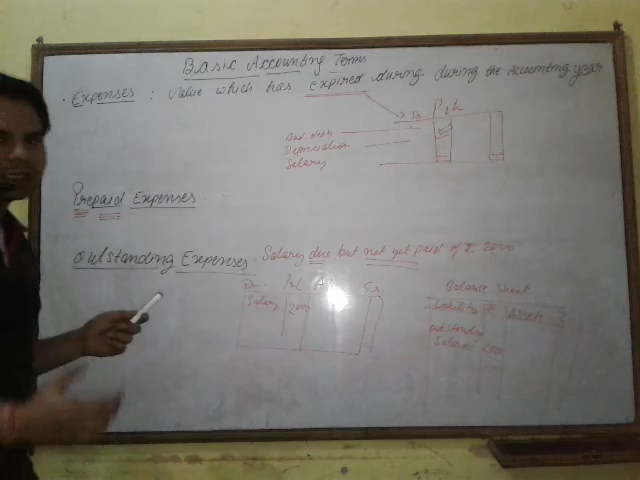 Basic Accounting Terms
• Expenses : Value which has expired during during the Accounting year
Dr P & L
Bad debts
Depreciation
Salary
Prepaid Expenses
Outstanding Expenses Salary due but not yet paid of ₹ 2000
Dr. P&L A/c Cr
Salary 2000
Balance Sheet
Liability ₹ Assets ₹
outstanding
Salary 2000